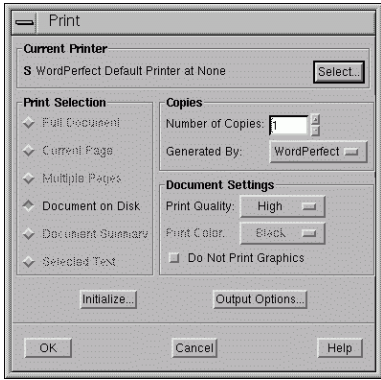 Print
Current Printer
S WordPerfect Default Printer at None
Select...
Print Selection
Full Document
Current Page
Multiple Pages
Document on Disk
Document Summary
Selected Text
Copies
Number of Copies: 1
Generated By: WordPerfect
Document Settings
Print Quality: High
Print Color: Black
Do Not Print Graphics
Initialize...
Output Options...
OK
Cancel
Help